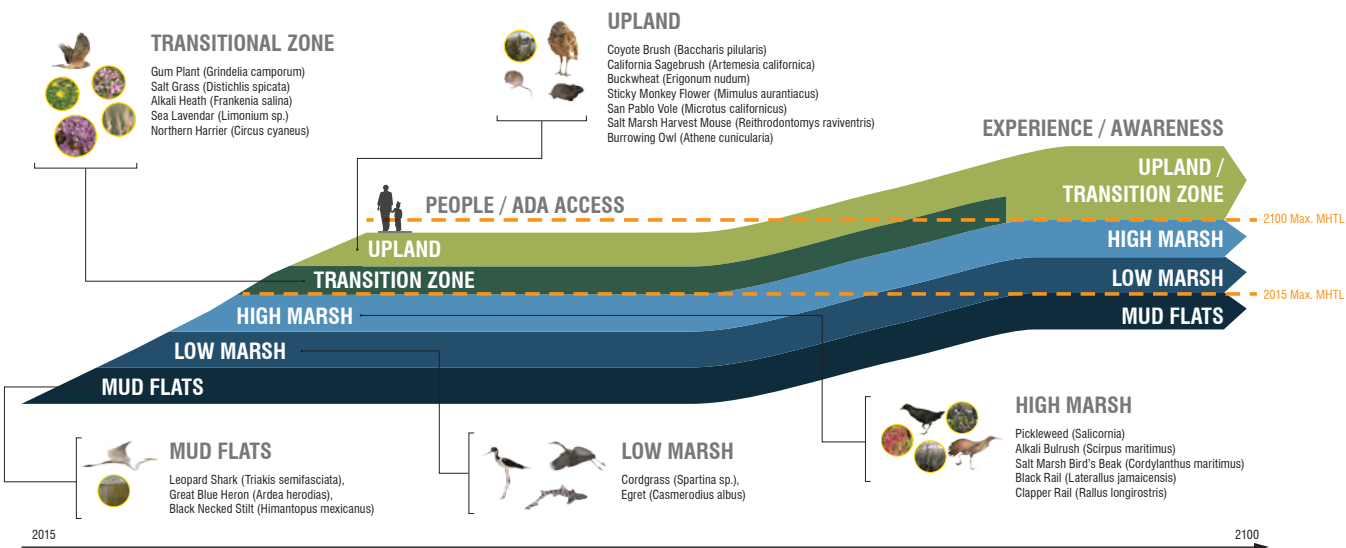 TRANSITIONAL ZONE
Gum Plant (Grindelia camporum)
Salt Grass (Distichlis spicata)
Alkali Heath (Frankenia salina)
Sea Lavendar (Limonium sp.)
Northern Harrier (Circus cyaneus)
UPLAND
Coyote Brush (Baccharis pilularis)
California Sagebrush (Artemesia californica)
Buckwheat (Erigonum nudum)
Sticky Monkey Flower (Mimulus aurantiacus)
San Pablo Vole (Microtus californicus)
Salt Marsh Harvest Mouse (Reithrodontomys raviventris)
Burrowing Owl (Athene cunicularia)
EXPERIENCE / AWARENESS
PEOPLE / ADA ACCESS
UPLAND /
TRANSITION ZONE
2100 Max. MHTL
UPLAND
HIGH MARSH
TRANSITION ZONE
LOW MARSH
2015 Max. MHTL
HIGH MARSH
MUD FLATS
LOW MARSH
MUD FLATS
MUD FLATS
Leopard Shark (Triakis semifasciata),
Great Blue Heron (Ardea herodias),
Black Necked Stilt (Himantopus mexicanus)
LOW MARSH
Cordgrass (Spartina sp.),
Egret (Casmerodius albus)
HIGH MARSH
Pickleweed (Salicornia)
Alkali Bulrush (Scirpus maritimus)
Salt Marsh Bird's Beak (Cordylanthus maritimus)
Black Rail (Laterallus jamaicensis)
Clapper Rail (Rallus longirostris)
2015
2100